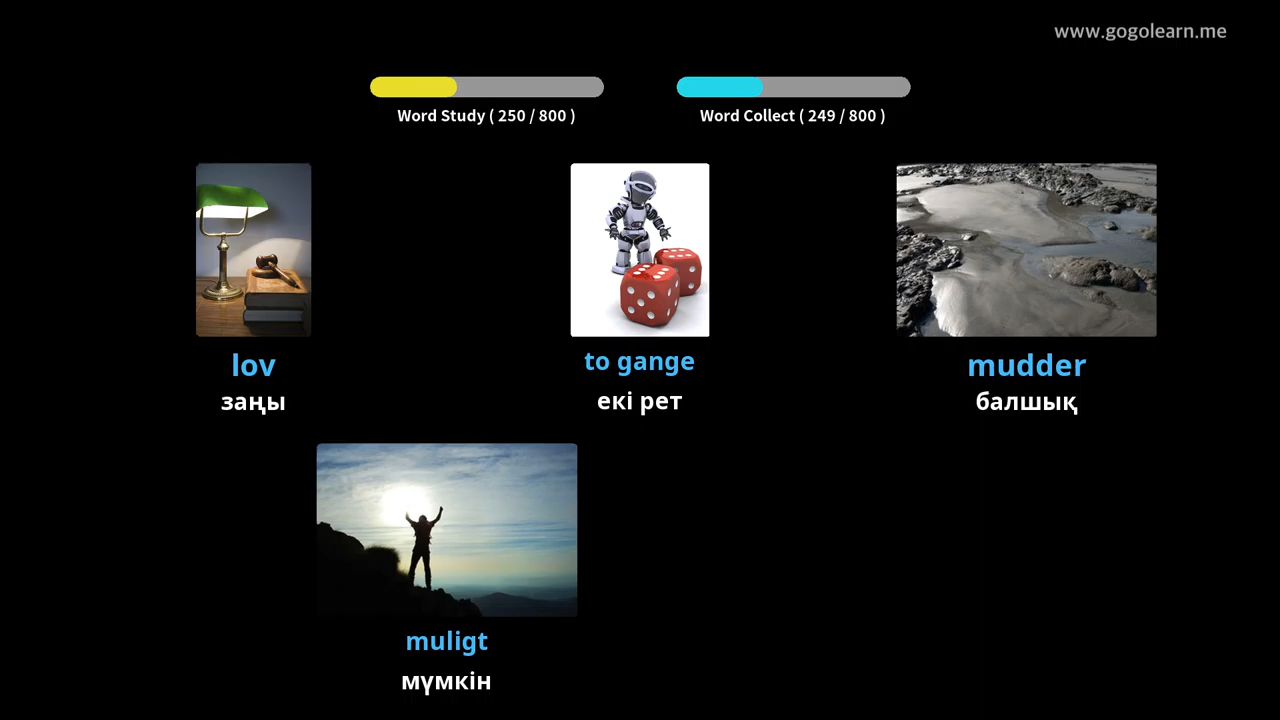 www.gogolearn.me
Word Study ( 250 / 800 )
Word Collect ( 249 / 800 )
lov
заңы
to gange
екі рет
mudder
балшық
muligt
мүмкін